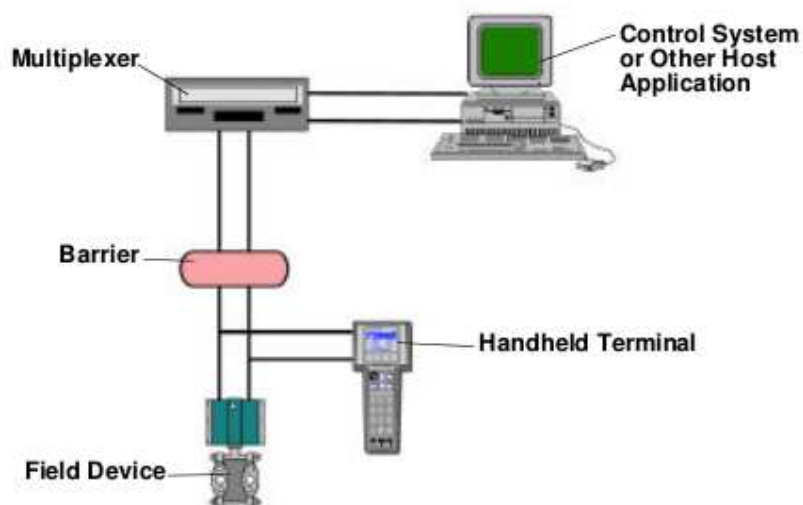 Multiplexer
Control System
or Other Host
Application
Barrier
Handheld Terminal
Field Device